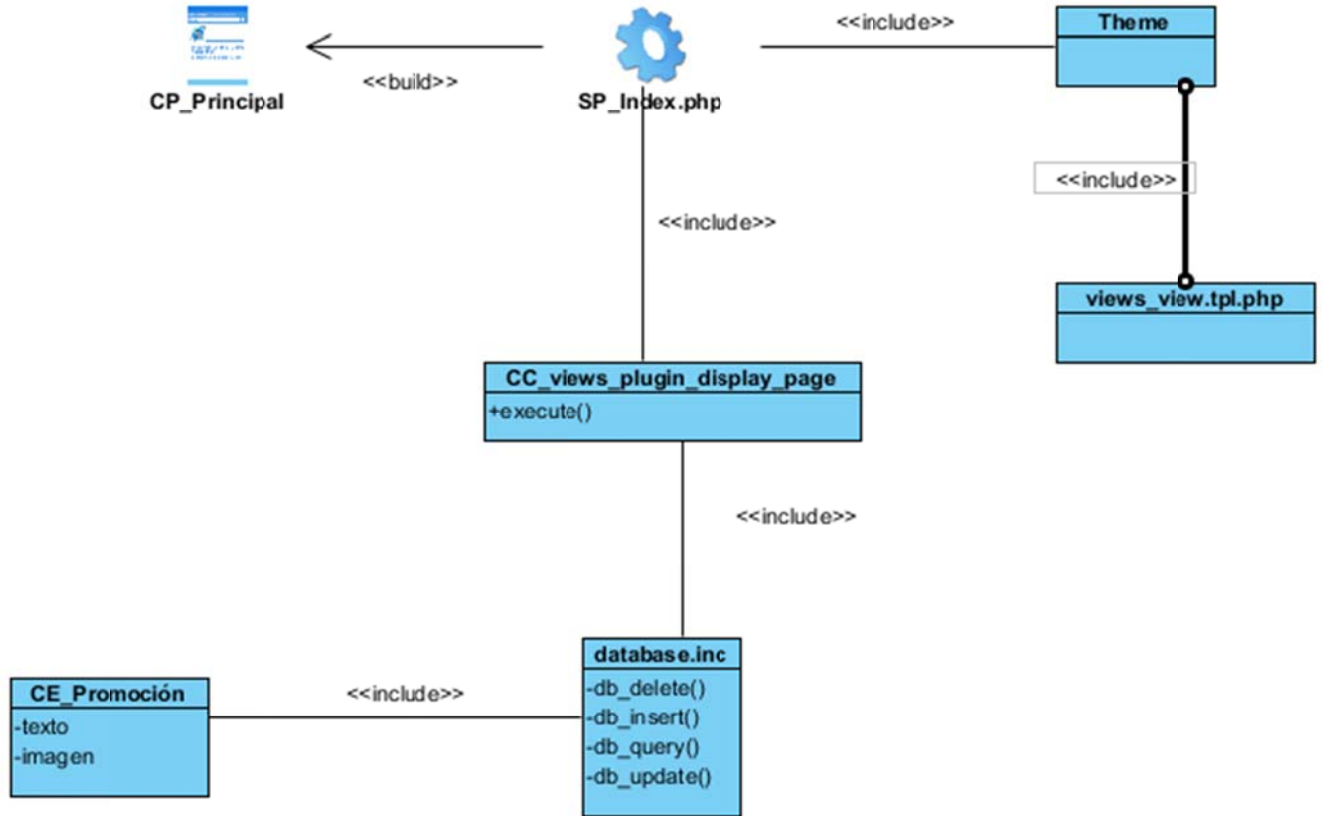 <<include>>
Theme
<<build>>
CP_Principal
SP_Index.php
<<include>>
<<include>>
views_view.tpl.php
CC_views_plugin_display_page
+execute()
<<include>>
database.inc
-db_delete()
-db_insert()
-db_query()
-db_update()
<<include>>
CE_Promoción
-texto
-imagen